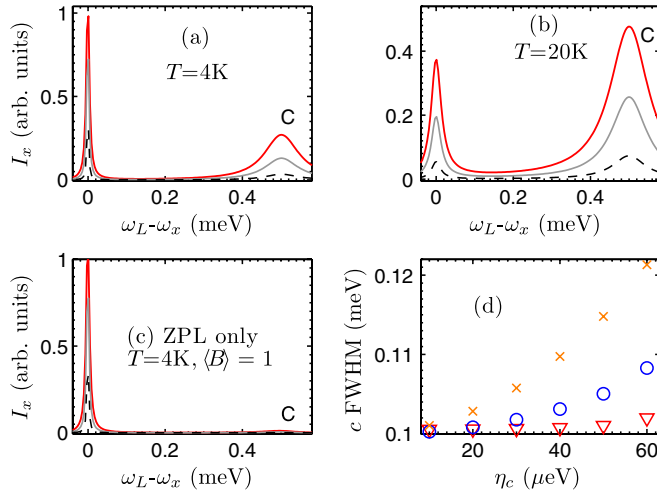 (a)
T=4K
C
1
0.5
0
0
0.2
0.4
I_x (arb. units)
ω_L-ω_x (meV)
(b)
T=20K
C
0.4
0.2
0
0
0.2
0.4
ω_L-ω_x (meV)
(c) ZPL only
T=4K, ⟨B⟩ = 1
C
1
0.5
0
0
0.2
0.4
I_x (arb. units)
ω_L-ω_x (meV)
(d)
0.12
0.11
0.1
20
40
60
c FWHM (meV)
η_c (μeV)